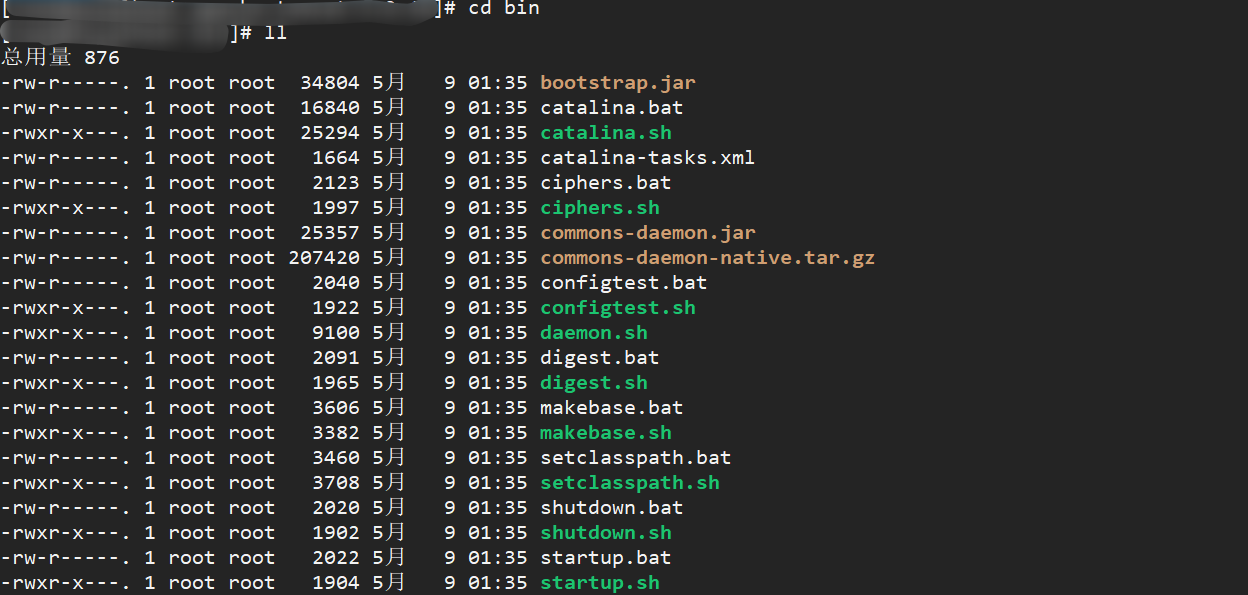 [ ]# cd bin
[ ]# ll
总用量 876
-rw-r-----. 1 root root  34804 5月   9 01:35 bootstrap.jar
-rw-r-----. 1 root root  16840 5月   9 01:35 catalina.bat
-rwxr-x---. 1 root root  25294 5月   9 01:35 catalina.sh
-rw-r-----. 1 root root   1664 5月   9 01:35 catalina-tasks.xml
-rw-r-----. 1 root root   2123 5月   9 01:35 ciphers.bat
-rwxr-x---. 1 root root   1997 5月   9 01:35 ciphers.sh
-rw-r-----. 1 root root  25357 5月   9 01:35 commons-daemon.jar
-rw-r-----. 1 root root 207420 5月   9 01:35 commons-daemon-native.tar.gz
-rw-r-----. 1 root root   2040 5月   9 01:35 configtest.bat
-rwxr-x---. 1 root root   1922 5月   9 01:35 configtest.sh
-rwxr-x---. 1 root root   9100 5月   9 01:35 daemon.sh
-rw-r-----. 1 root root   2091 5月   9 01:35 digest.bat
-rwxr-x---. 1 root root   1965 5月   9 01:35 digest.sh
-rw-r-----. 1 root root   3606 5月   9 01:35 makebase.bat
-rwxr-x---. 1 root root   3382 5月   9 01:35 makebase.sh
-rw-r-----. 1 root root   3460 5月   9 01:35 setclasspath.bat
-rwxr-x---. 1 root root   3708 5月   9 01:35 setclasspath.sh
-rw-r-----. 1 root root   2020 5月   9 01:35 shutdown.bat
-rwxr-x---. 1 root root   1902 5月   9 01:35 shutdown.sh
-rw-r-----. 1 root root   2022 5月   9 01:35 startup.bat
-rwxr-x---. 1 root root   1904 5月   9 01:35 startup.sh